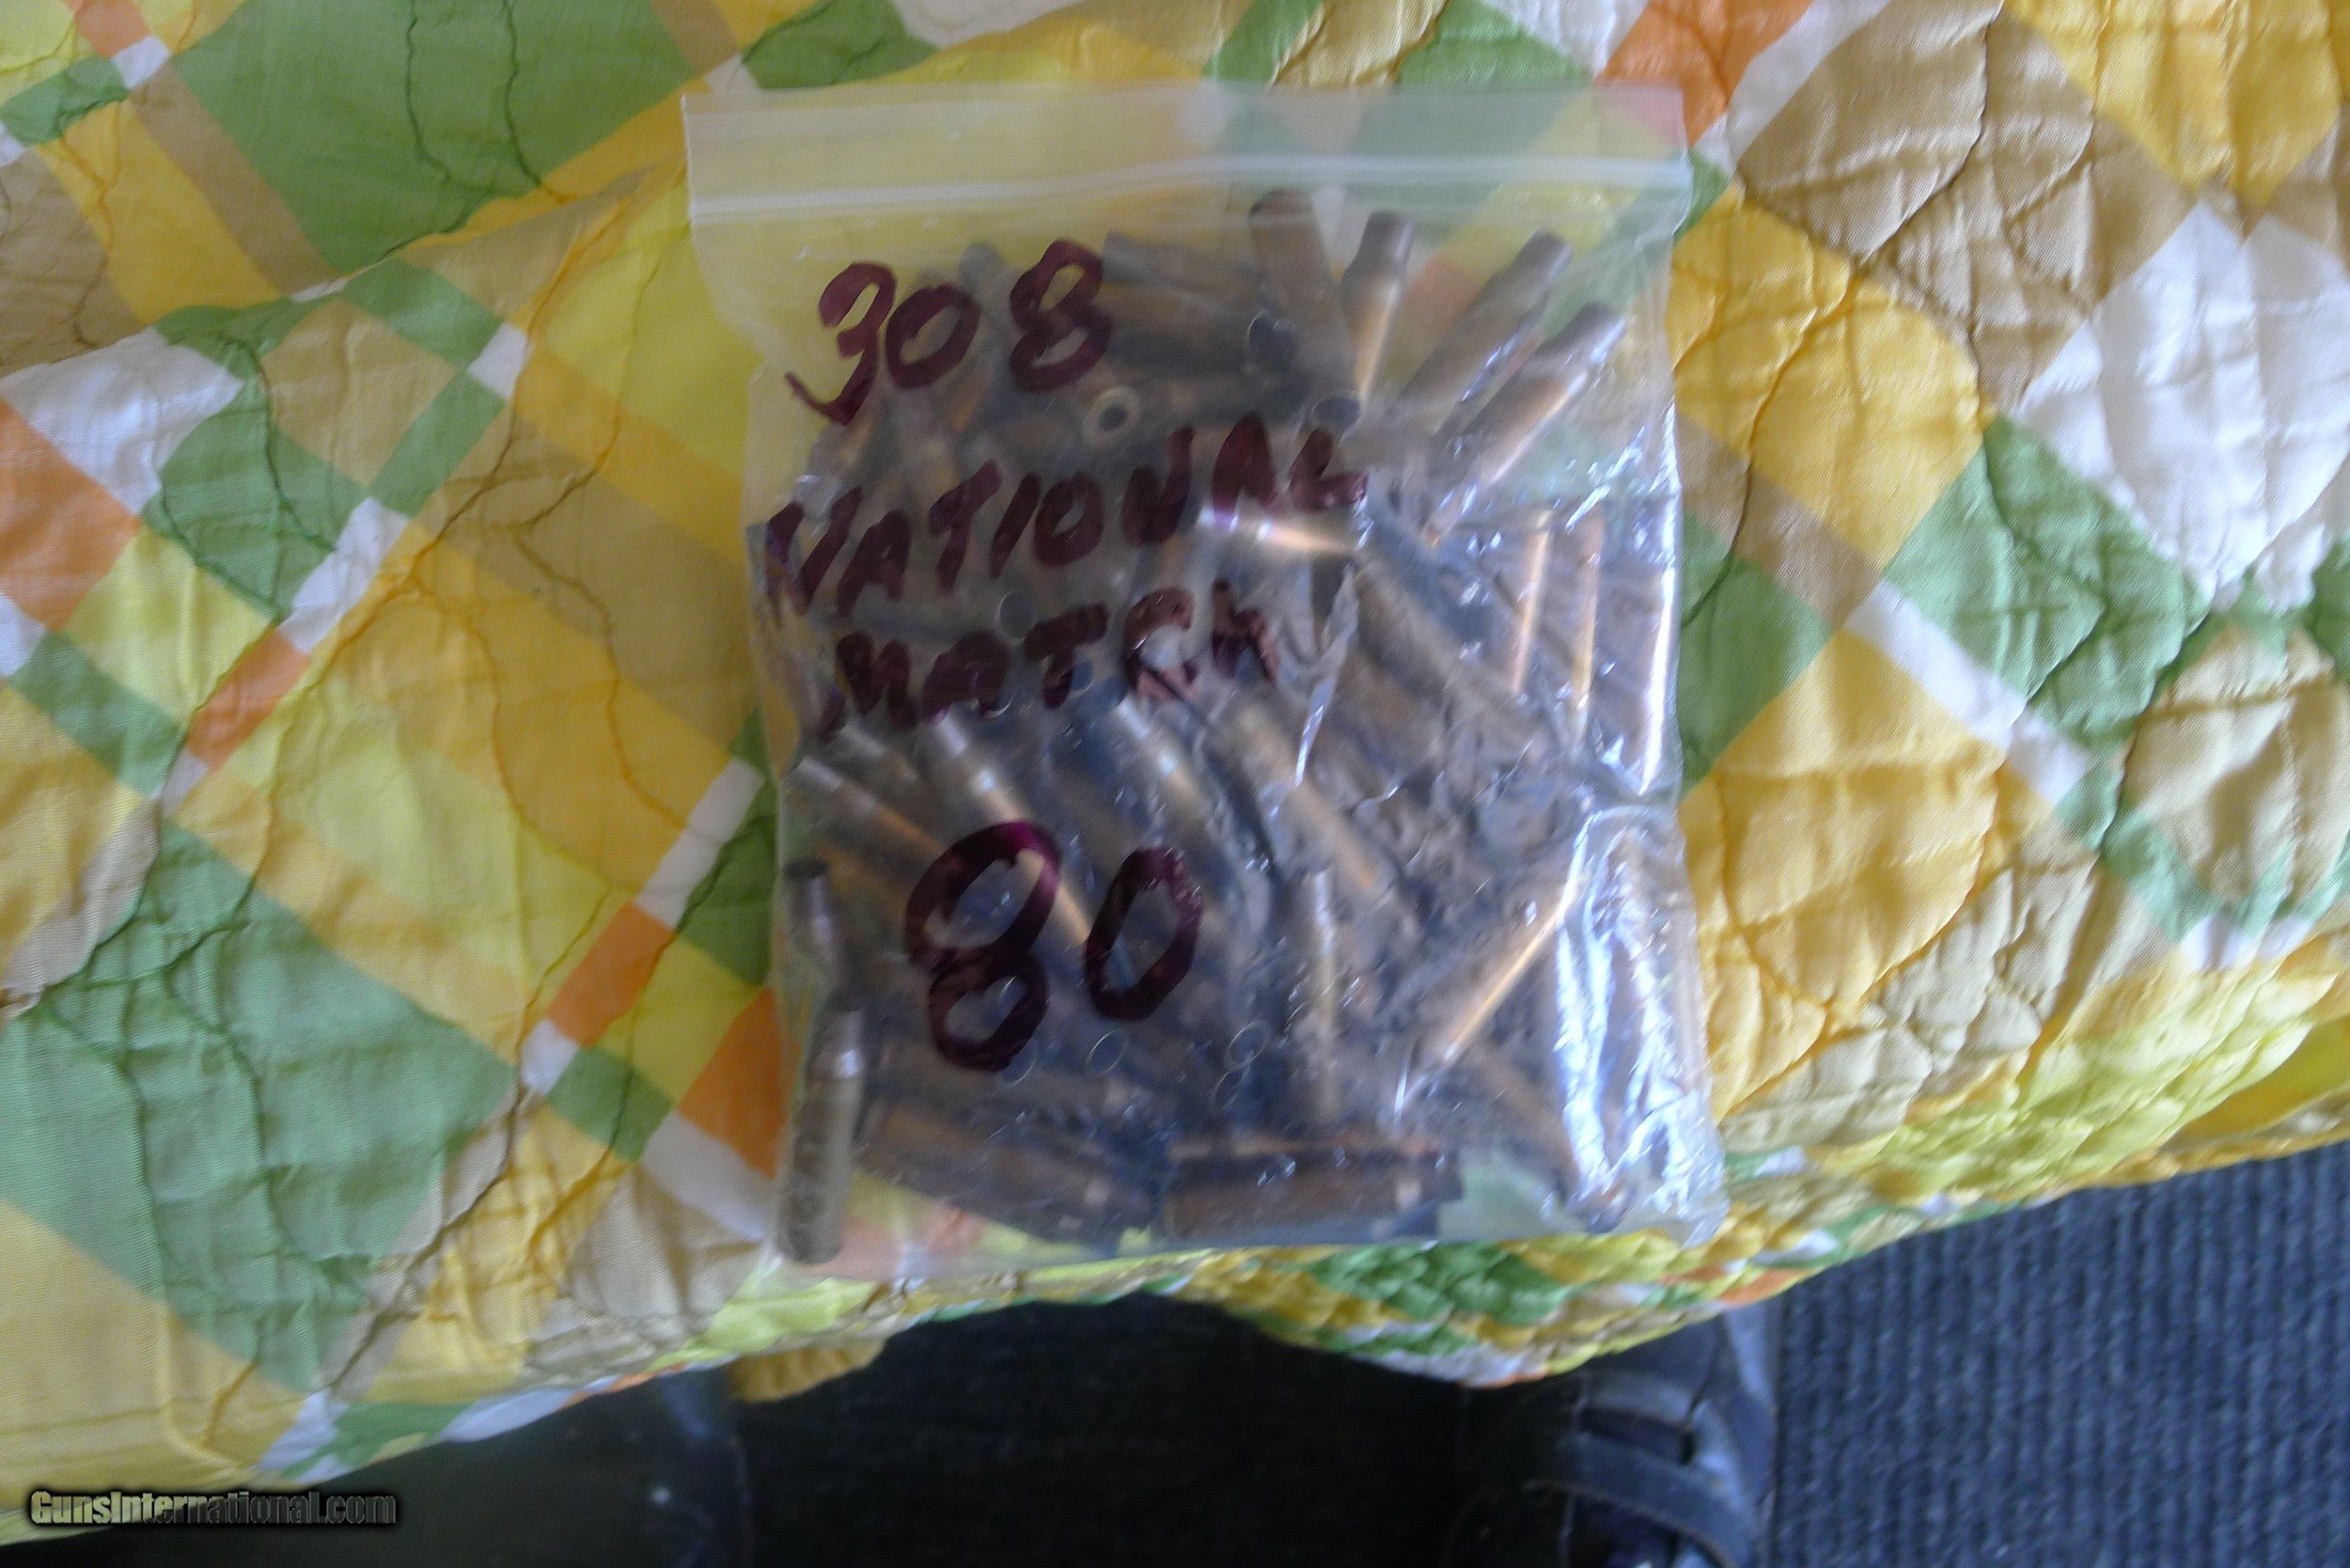 308
NATIONAL
MATCh
80
GunsInternational.com